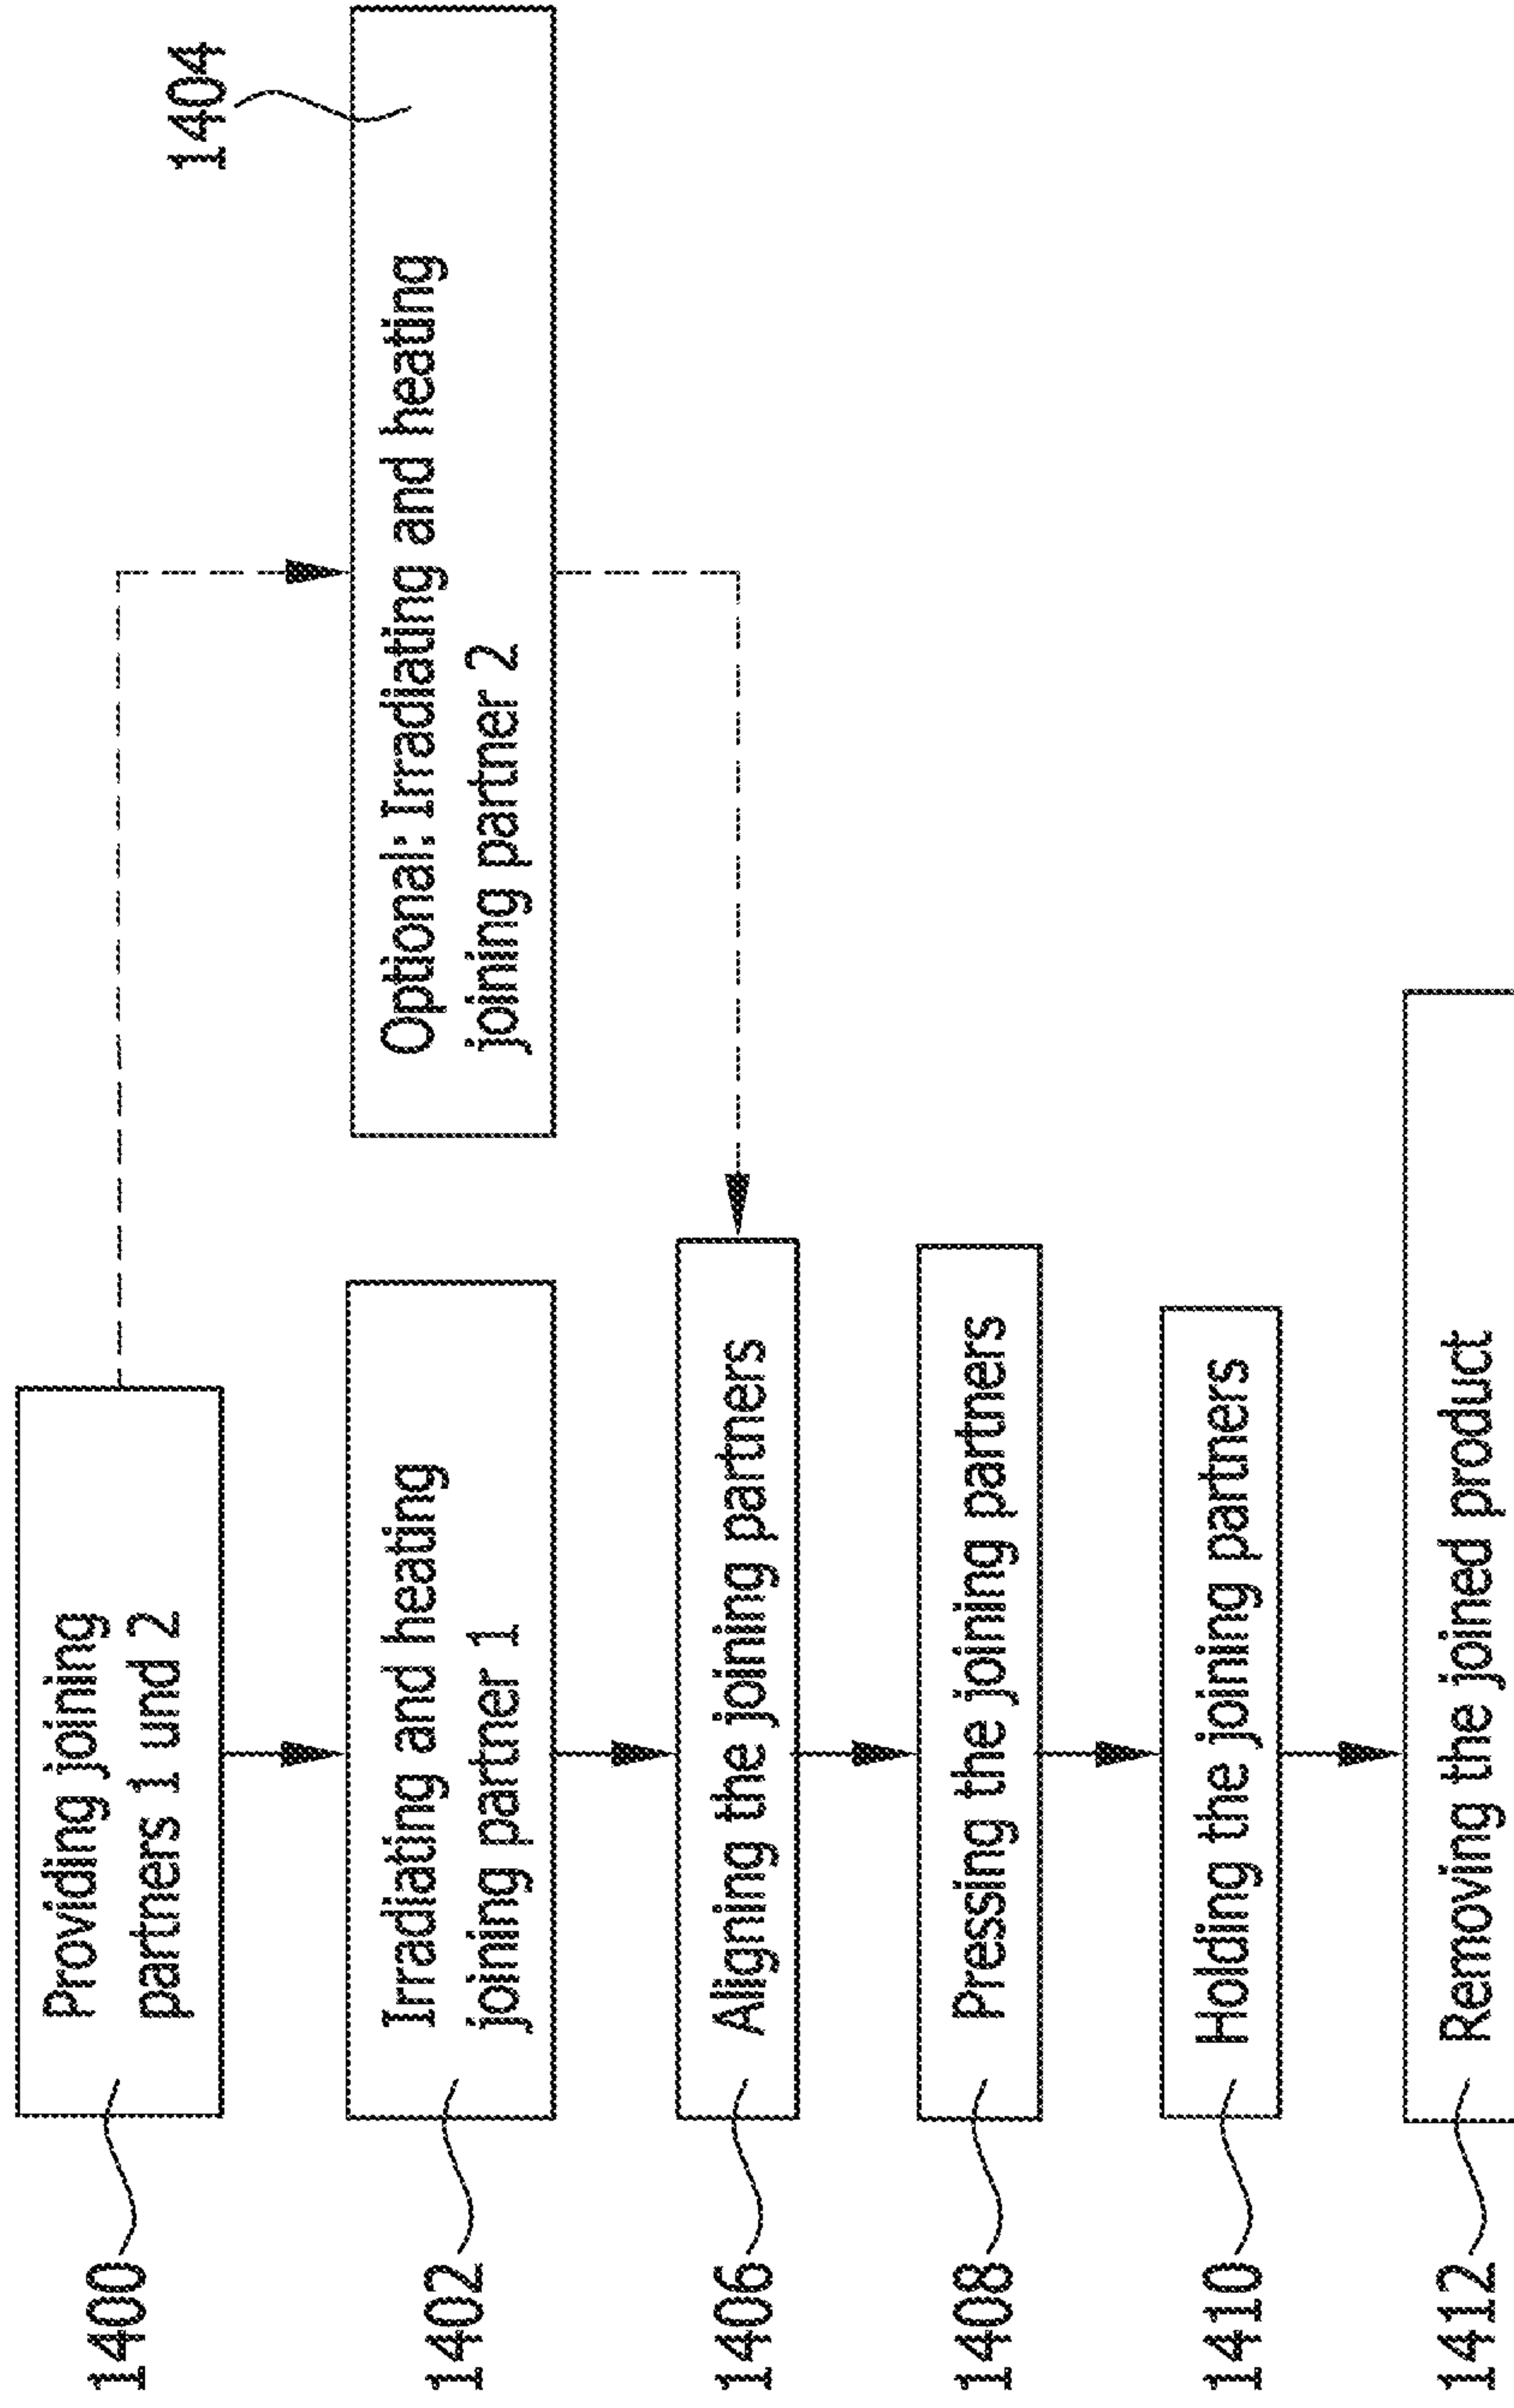 1400
Providing joining
partners 1 und 2
1404
1402
Irradiating and heating
joining partner 1
Optional: Irradiating and heating
joining partner 2
1406
Aligning the joining partners
1408
Pressing the joining partners
1410
Holding the joining partners
1412
Removing the joined product